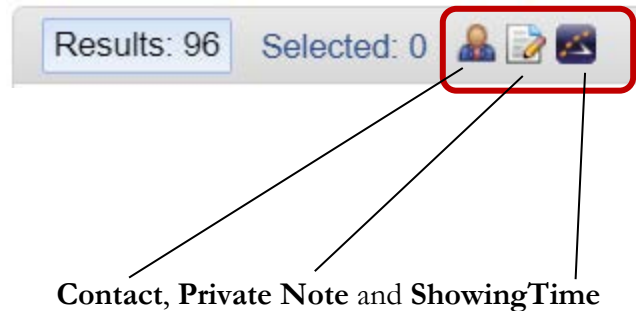 Results: 96 Selected: 0
Contact, Private Note and ShowingTime